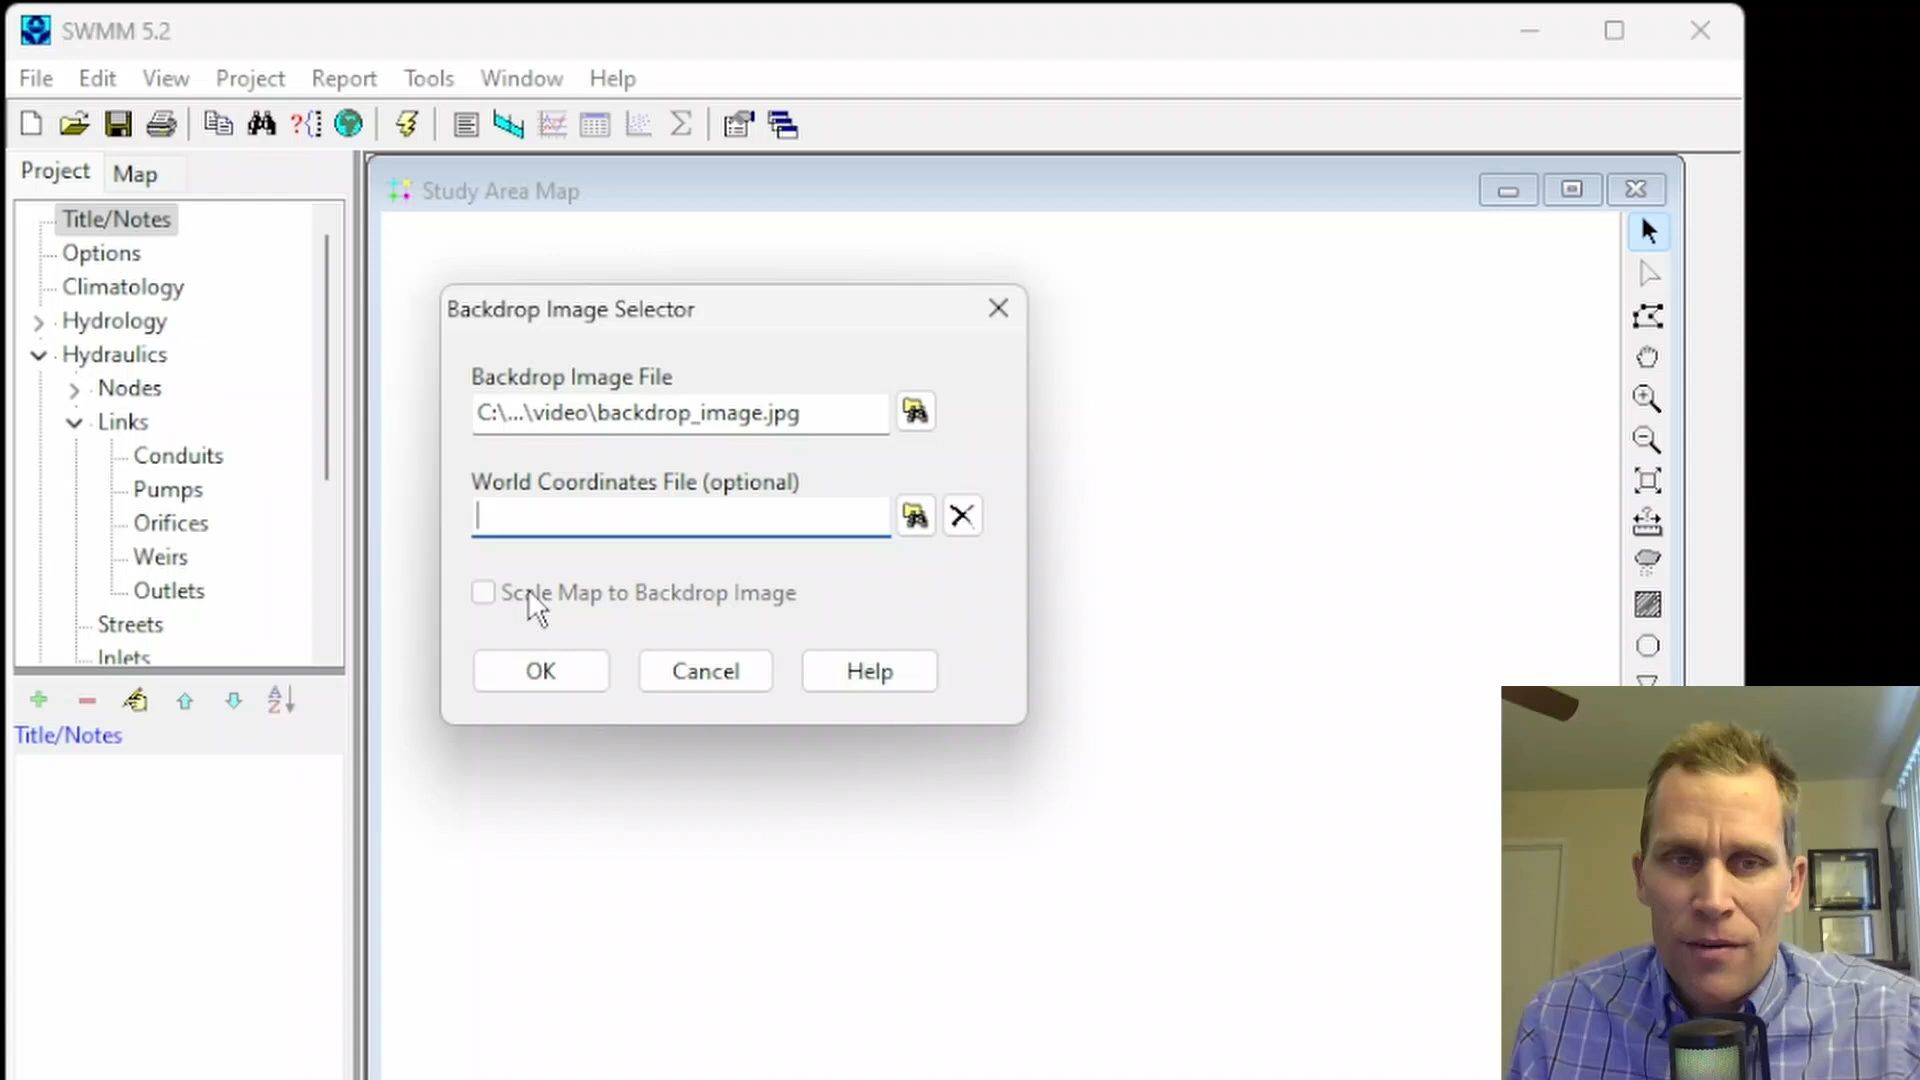 SWMM 5.2
File Edit View Project Report Tools Window Help
Project Map
Title/Notes
Options
Climatology
Hydrology
Hydraulics
Nodes
Links
Conduits
Pumps
Orifices
Weirs
Outlets
Streets
Inlets
Title/Notes
Study Area Map
Backdrop Image Selector
Backdrop Image File
C:\...\video\backdrop_image.jpg
World Coordinates File (optional)
Scale Map to Backdrop Image
OK Cancel Help